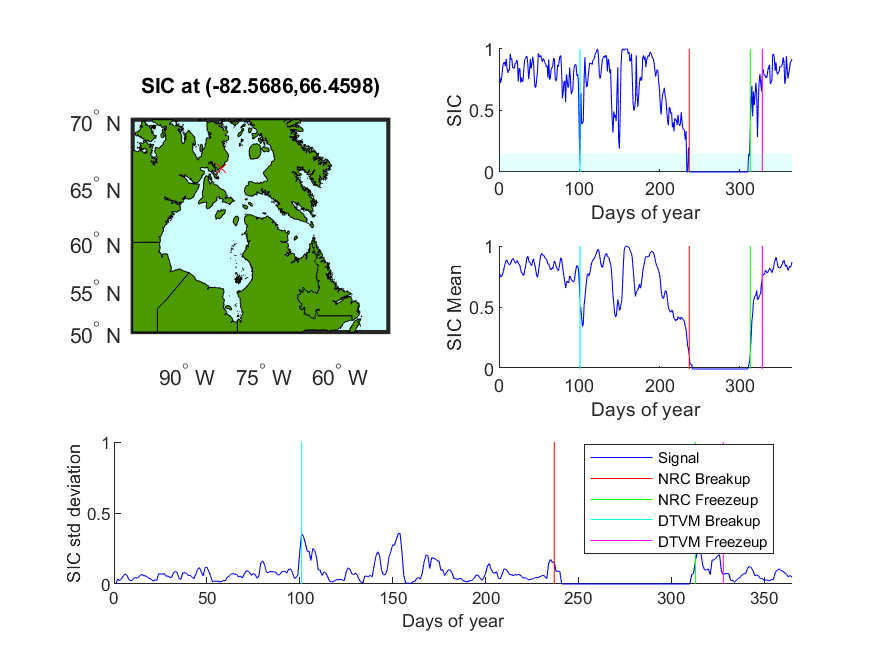 SIC at (-82.5686,66.4598)
70° N
65° N
60° N
55° N
50° N
90° W 75° W 60° W
1
0.5
0
SIC
0 100 200 300
Days of year
1
0.5
0
SIC Mean
0 100 200 300
Days of year
1
0.5
0
SIC std deviation
0 50 100 150 200 250 300 350
Days of year
Signal
NRC Breakup
NRC Freezeup
DTVM Breakup
DTVM Freezeup